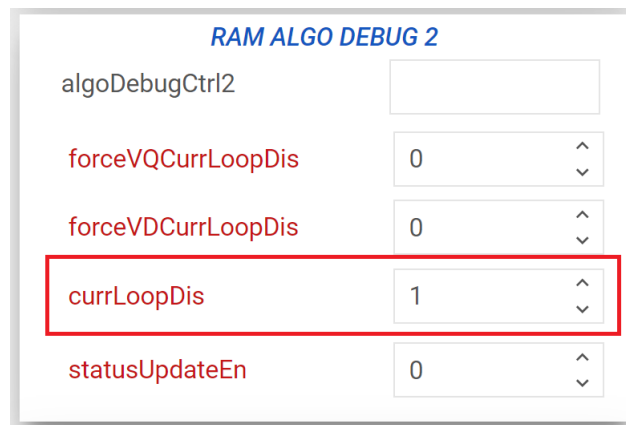 RAM ALGO DEBUG 2
algoDebugCtrl2
forceVQCurrLoopDis 0
forceVDCurrLoopDis 0
currLoopDis 1
statusUpdateEn 0